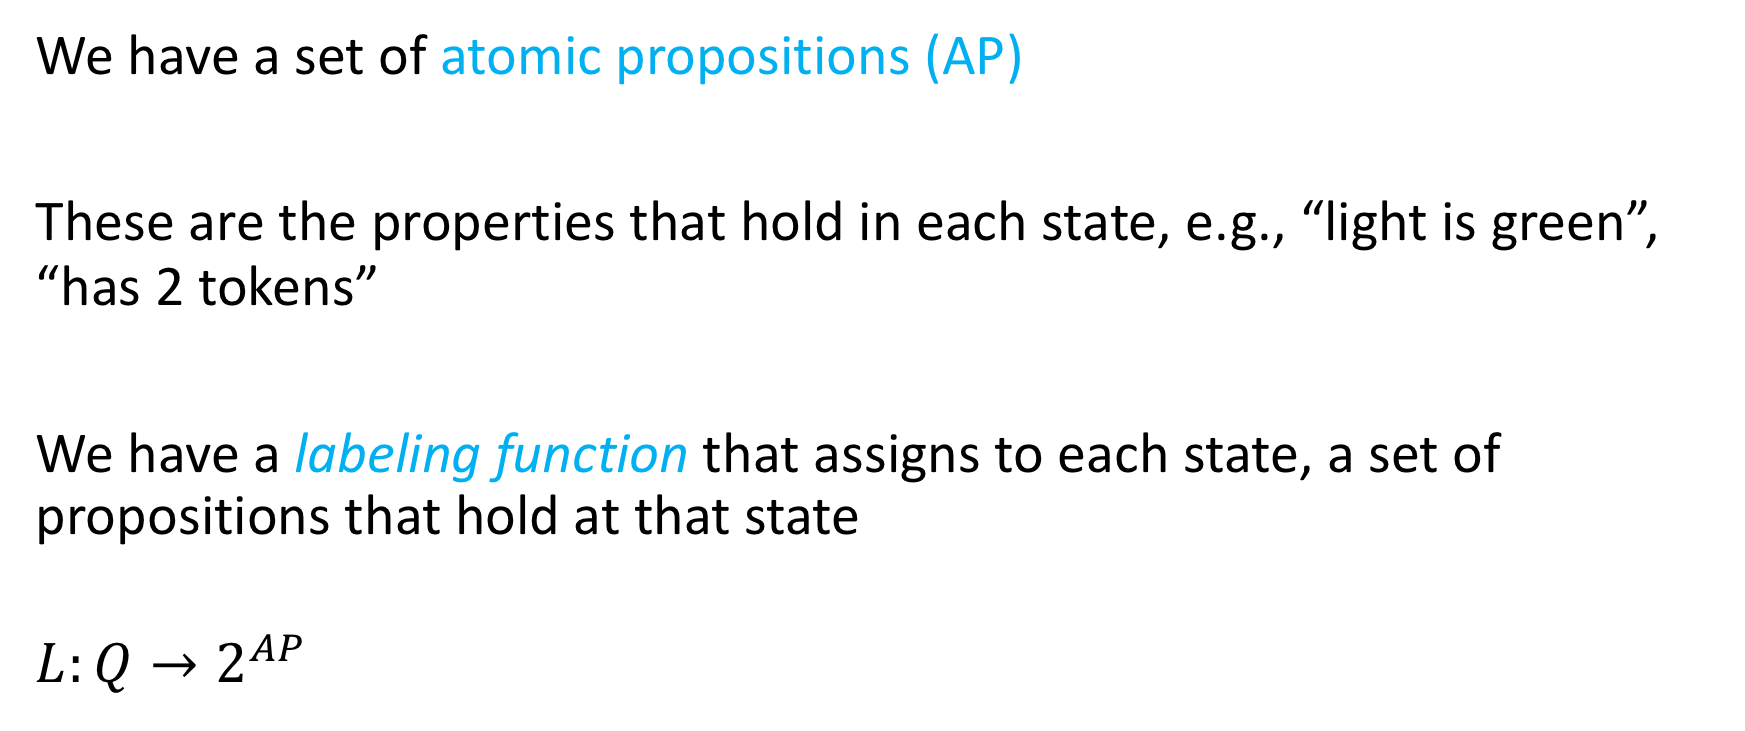 We have a set of atomic propositions (AP)
These are the properties that hold in each state, e.g., “light is green”,
“has 2 tokens”
We have a labeling function that assigns to each state, a set of
propositions that hold at that state
L: Q → 2^{AP}